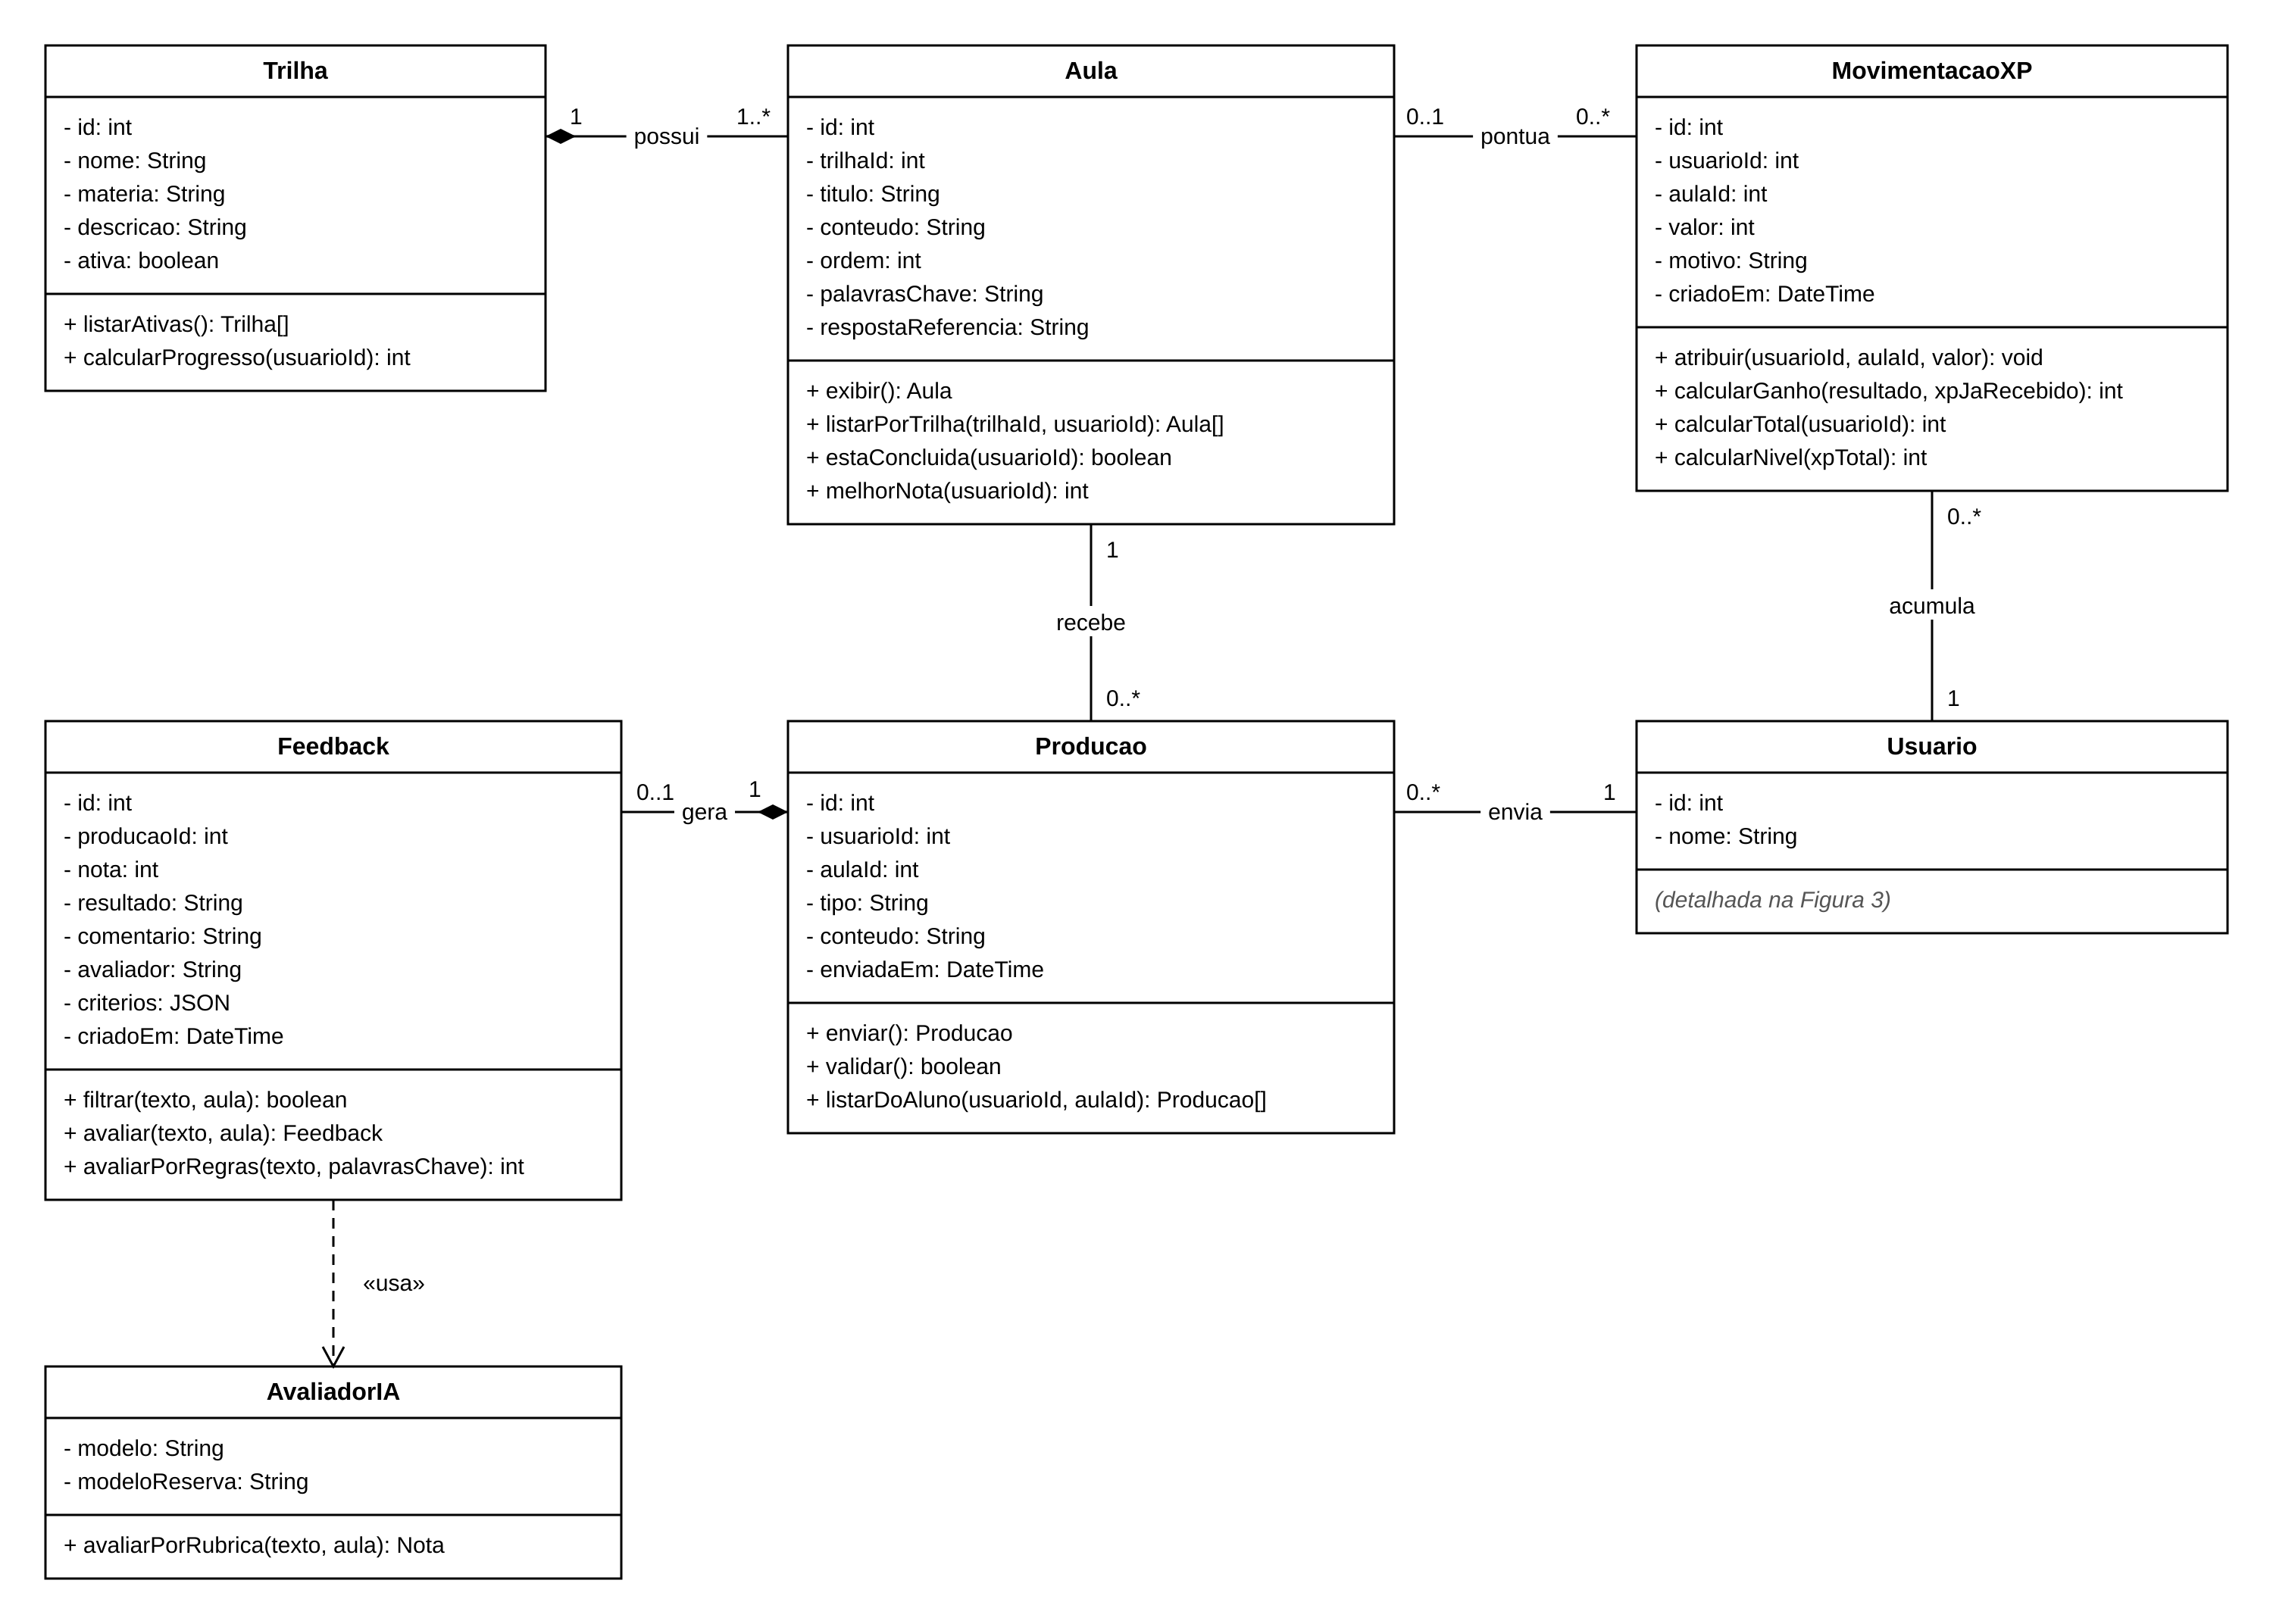 Trilha
- id: int
- nome: String
- materia: String
- descricao: String
- ativa: boolean
+ listarAtivas(): Trilha[]
+ calcularProgresso(usuarioId): int
1
possui
1..*
Aula
- id: int
- trilhaId: int
- titulo: String
- conteudo: String
- ordem: int
- palavrasChave: String
- respostaReferencia: String
+ exibir(): Aula
+ listarPorTrilha(trilhaId, usuarioId): Aula[]
+ estaConcluida(usuarioId): boolean
+ melhorNota(usuarioId): int
0..1
pontua
0..*
MovimentacaoXP
- id: int
- usuarioId: int
- aulaId: int
- valor: int
- motivo: String
- criadoEm: DateTime
+ atribuir(usuarioId, aulaId, valor): void
+ calcularGanho(resultado, xpJaRecebido): int
+ calcularTotal(usuarioId): int
+ calcularNivel(xpTotal): int
1
recebe
0..*
0..*
acumula
1
Feedback
- id: int
- producaoId: int
- nota: int
- resultado: String
- comentario: String
- avaliador: String
- criterios: JSON
- criadoEm: DateTime
+ filtrar(texto, aula): boolean
+ avaliar(texto, aula): Feedback
+ avaliarPorRegras(texto, palavrasChave): int
0..1
gera
1
Producao
- id: int
- usuarioId: int
- aulaId: int
- tipo: String
- conteudo: String
- enviadaEm: DateTime
+ enviar(): Producao
+ validar(): boolean
+ listarDoAluno(usuarioId, aulaId): Producao[]
0..*
envia
1
Usuario
- id: int
- nome: String
(detalhada na Figura 3)
«usa»
AvaliadorIA
- modelo: String
- modeloReserva: String
+ avaliarPorRubrica(texto, aula): Nota